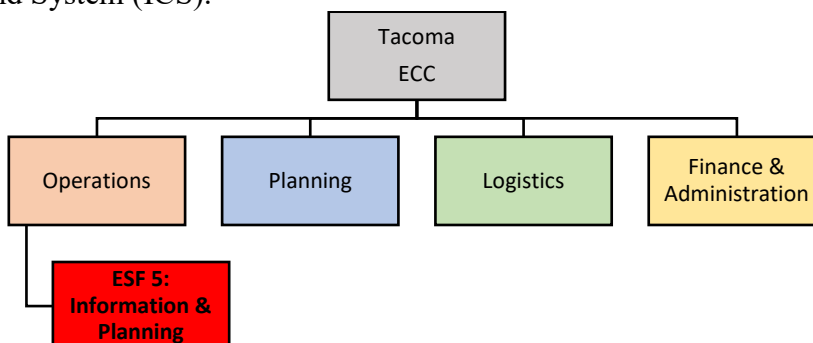 nd System (ICS).
Tacoma
ECC
Operations
Planning
Logistics
Finance &
Administration
ESF 5:
Information &
Planning